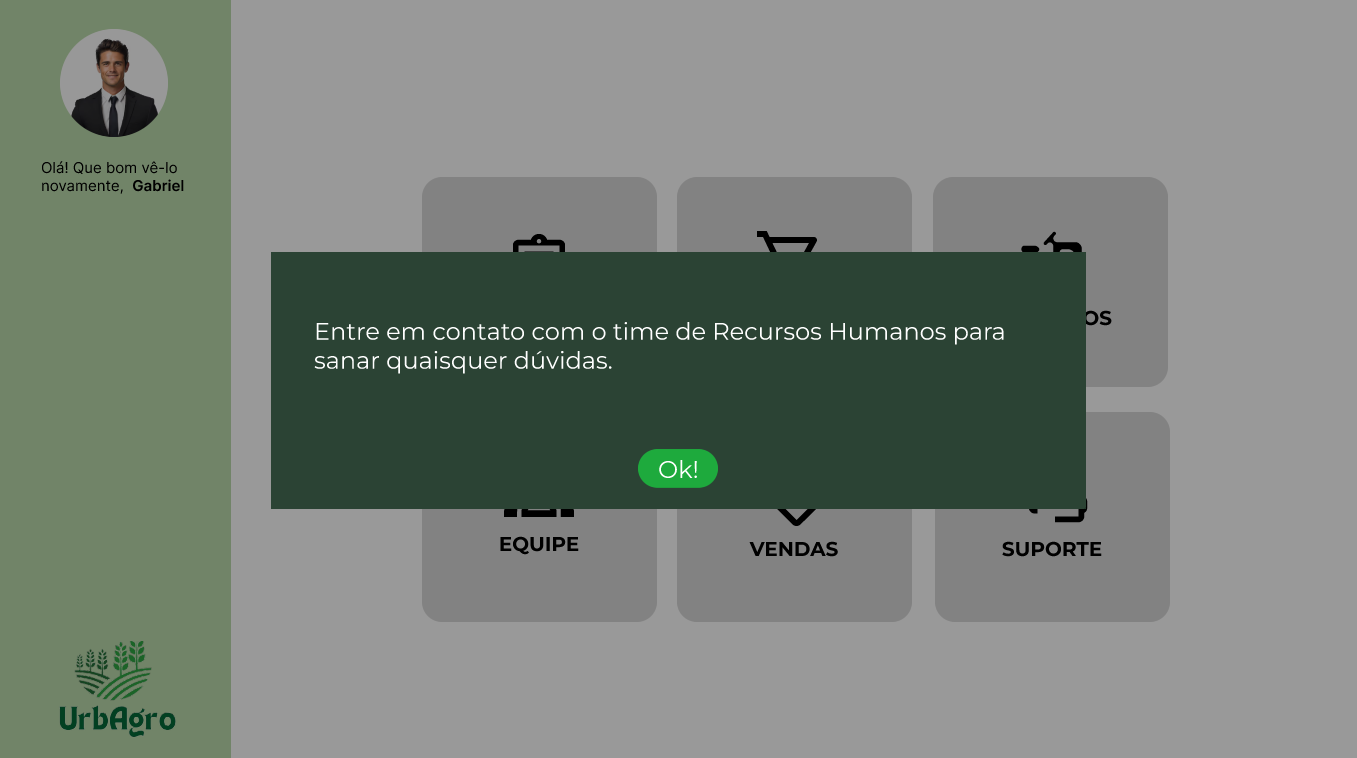 Olá! Que bom vê-lo
novamente, Gabriel
OS
Entre em contato com o time de Recursos Humanos para
sanar quaisquer dúvidas.
Ok!
EQUIPE
VENDAS
SUPORTE
UrbAgro